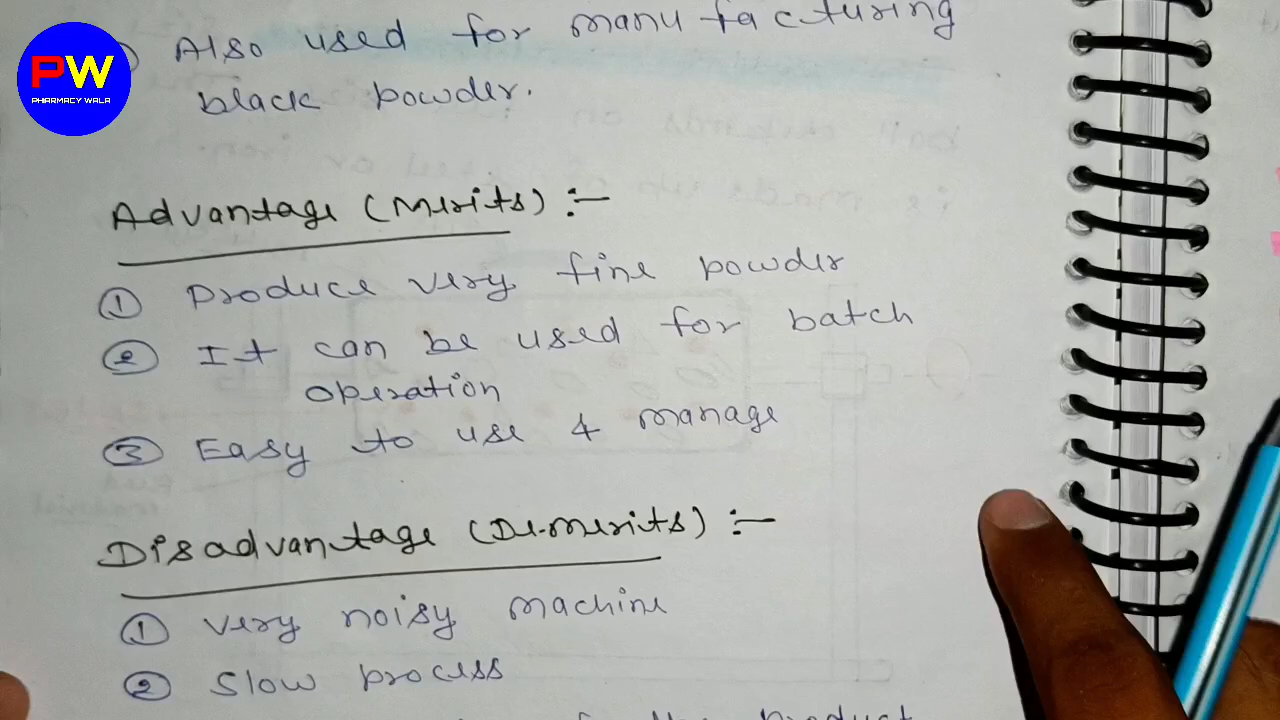 PW
PHARMACY WALA
Also used for manufacturing
black powder.
Advantage (Merits) :-
① Produce very fine powder
② It can be used for batch
operation
③ Easy to use & manage
Disadvantage (De-merits) :-
① Very noisy machine
② Slow process
the product